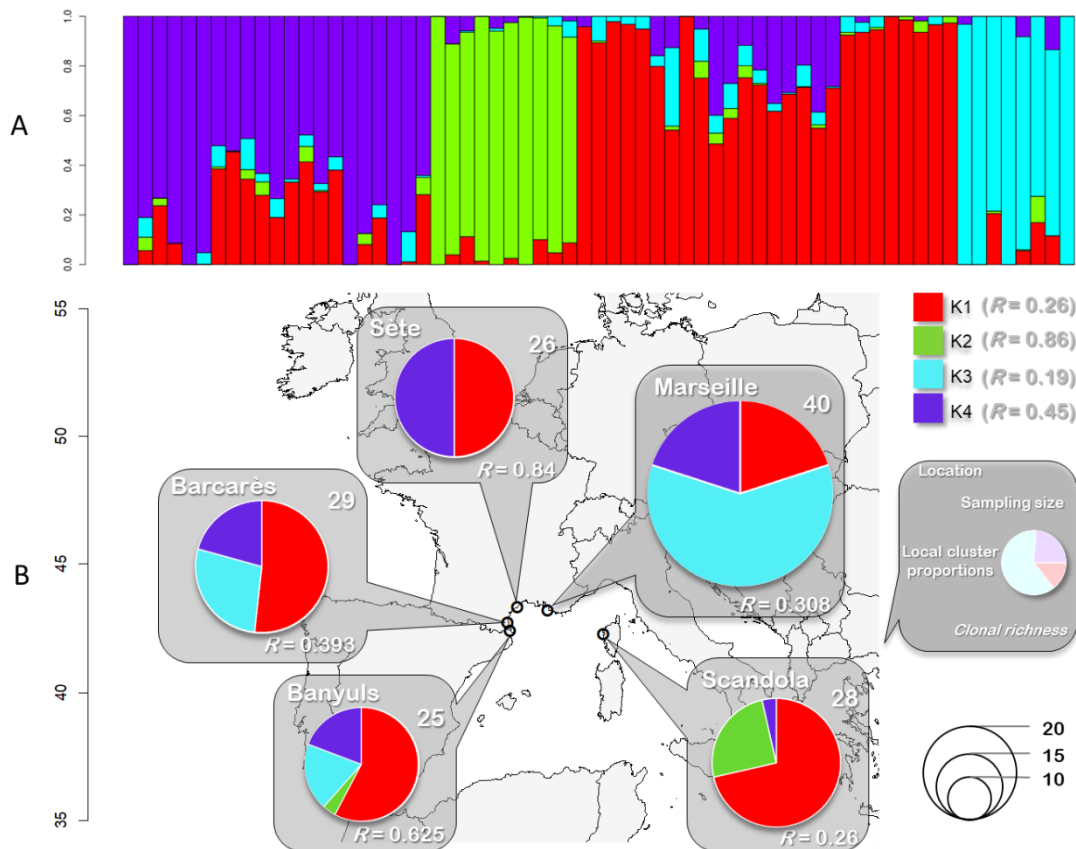 1.0
0.8
0.6
0.4
0.2
0.0
A
55
50
45
40
35
B
Sète
26
R = 0.84
Marseille
40
R = 0.308
Barcarès
29
R = 0.393
Banyuls
25
R = 0.625
Scandola
28
R = 0.26
K1 (R = 0.26)
K2 (R = 0.86)
K3 (R = 0.19)
K4 (R = 0.45)
Location
Sampling size
Local cluster
proportions
Clonal richness
20
15
10